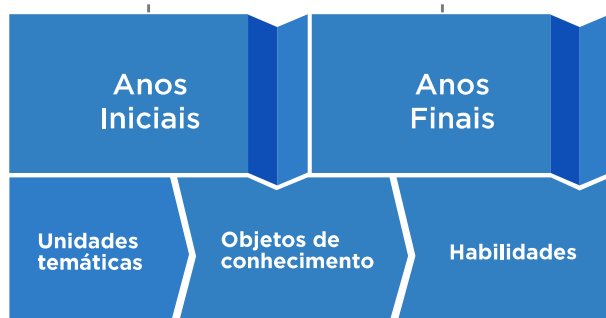 Anos
Iniciais
Anos
Finais
Unidades
temáticas
Objetos de
conhecimento
Habilidades